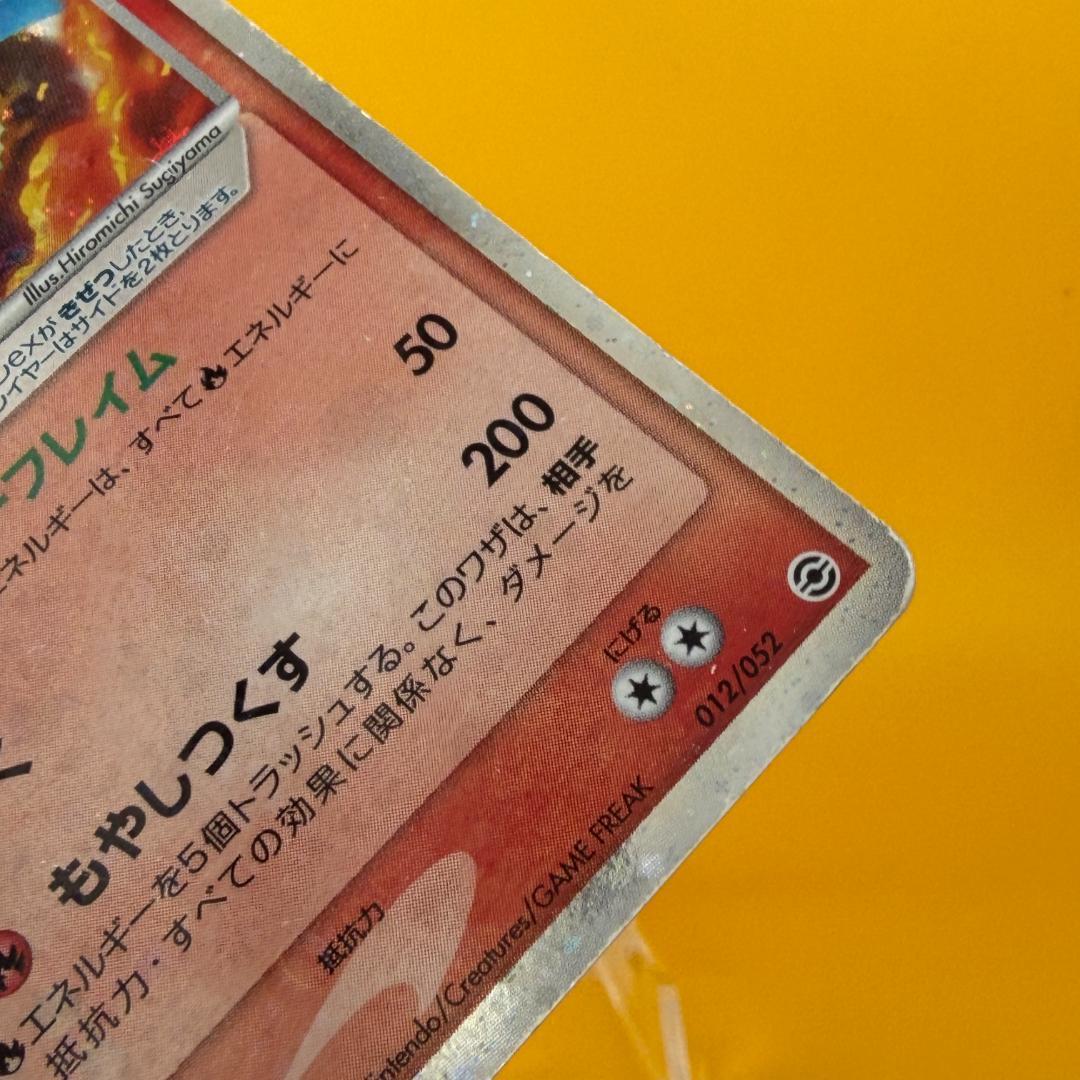 Illus. Hiromichi Sugiyama
exがきぜつしたとき、
イヤーはサイドを2枚とります。
フレイム
エネルギーは、すべて エネルギーに
50
200
もやしつくす
エネルギーを5個トラッシュする。このワザは、相手
抵抗力・すべての効果に関係なく、ダメージを
抵抗力
にげる
012/052
intendo/Creatures/GAME FREAK